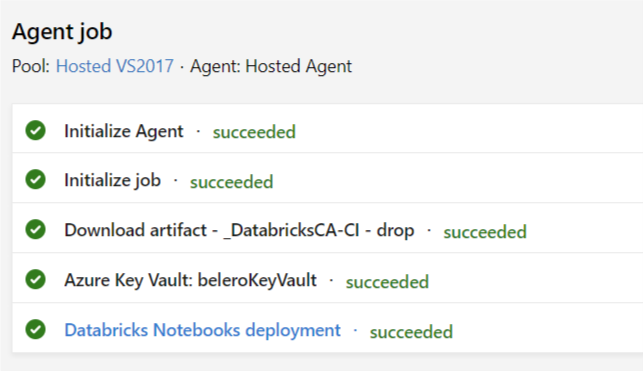 Agent job
Pool: Hosted VS2017 · Agent: Hosted Agent
Initialize Agent · succeeded
Initialize job · succeeded
Download artifact - _DatabricksCA-CI - drop · succeeded
Azure Key Vault: beleroKeyVault · succeeded
Databricks Notebooks deployment · succeeded